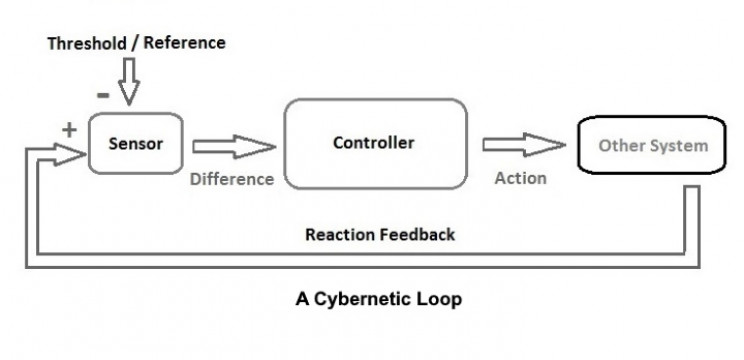 Threshold / Reference
-
+
Sensor
Difference
Controller
Action
Other System
Reaction Feedback
A Cybernetic Loop